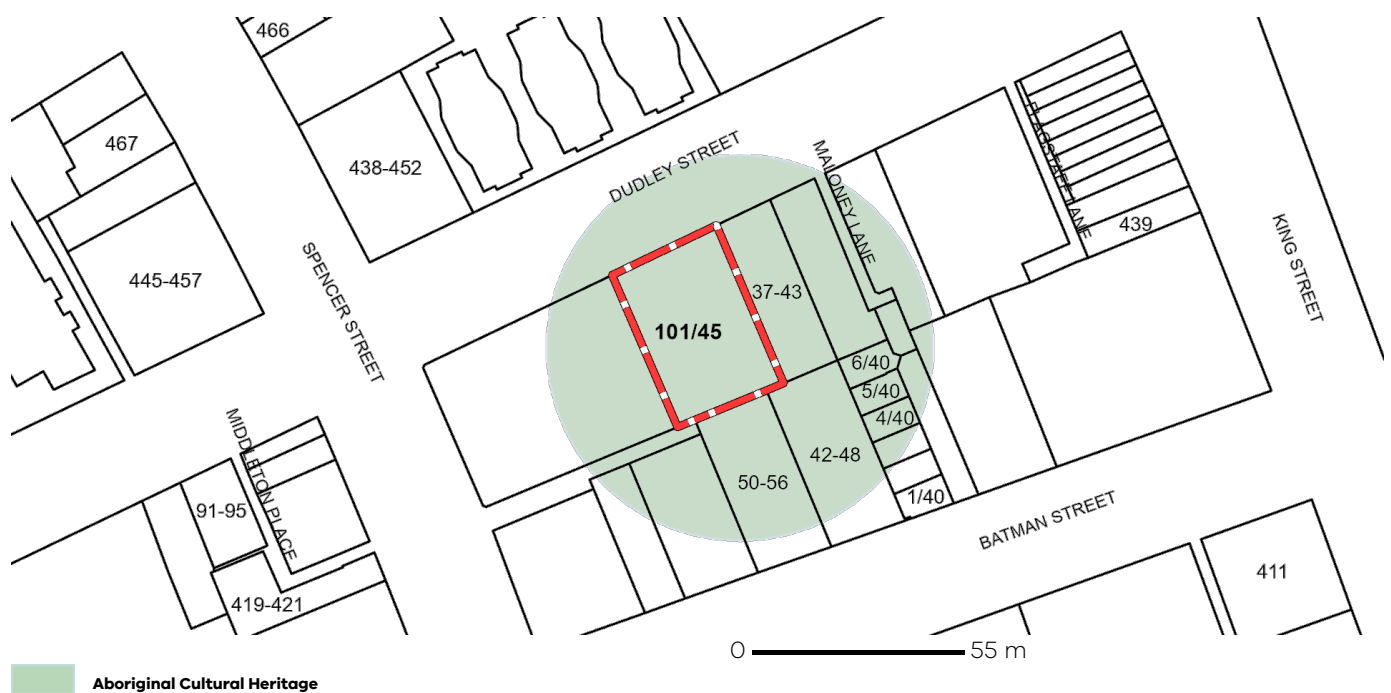 466
467
438-452
DUDLEY STREET
MALONEY LANE
FLAGSTAFF LANE
439
KING STREET
445-457
SPENCER STREET
37-43
101/45
6/40
5/40
4/40
42-48
50-56
1/40
MIDDLETON PLACE
91-95
419-421
BATMAN STREET
411
0 55 m
Aboriginal Cultural Heritage